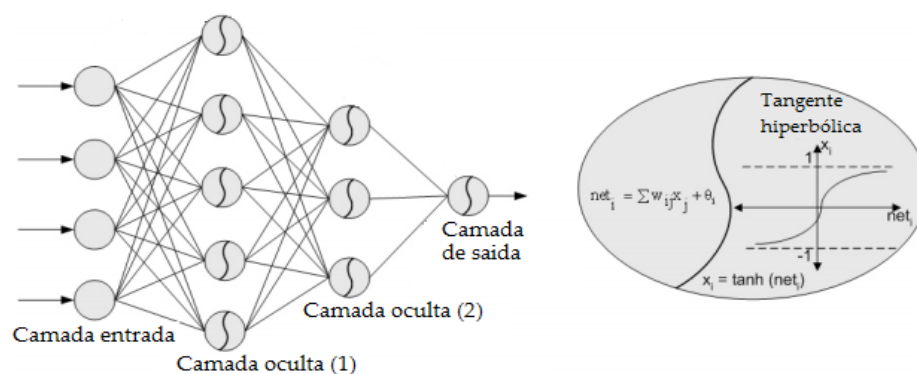 Camada entrada
Camada oculta (1)
Camada oculta (2)
Camada
de saida
net_i = ∑ w_ij x_j + θ_i
Tangente
hiperbólica
x_i
1
net_i
-1
x_i = tanh (net_i)